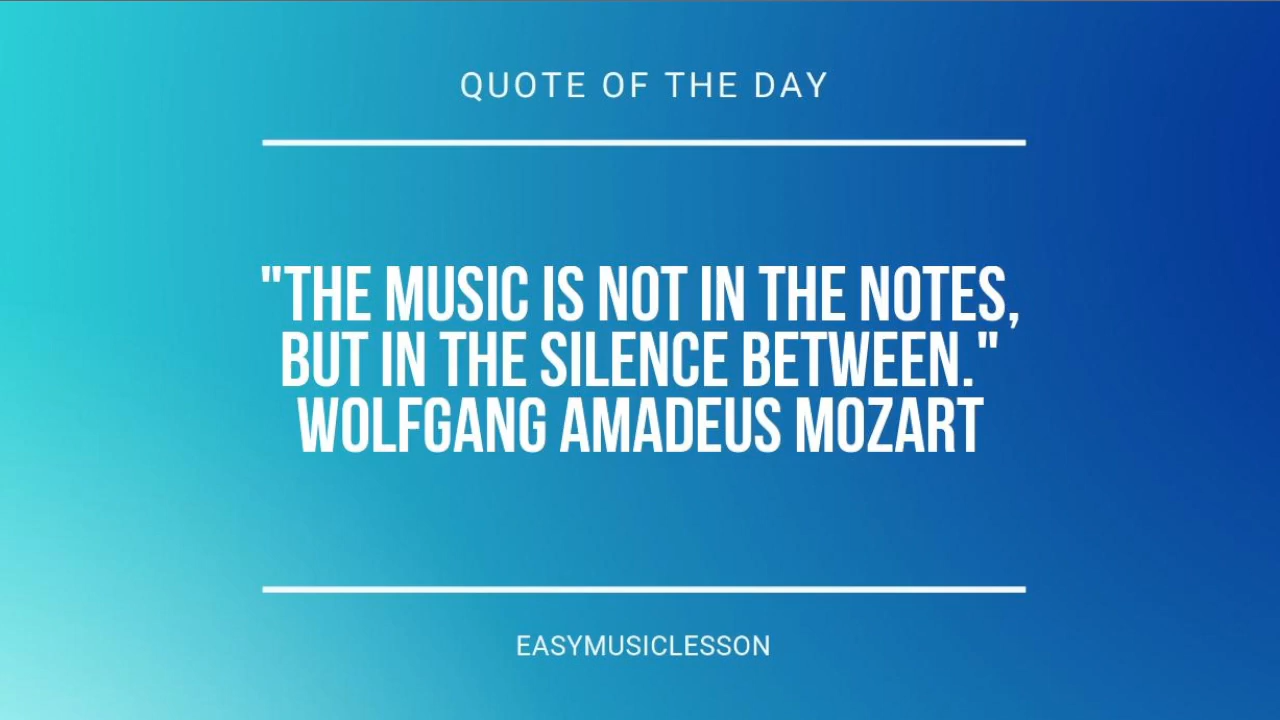 QUOTE OF THE DAY
"THE MUSIC IS NOT IN THE NOTES,
BUT IN THE SILENCE BETWEEN."
WOLFGANG AMADEUS MOZART
EASYMUSICLESSON